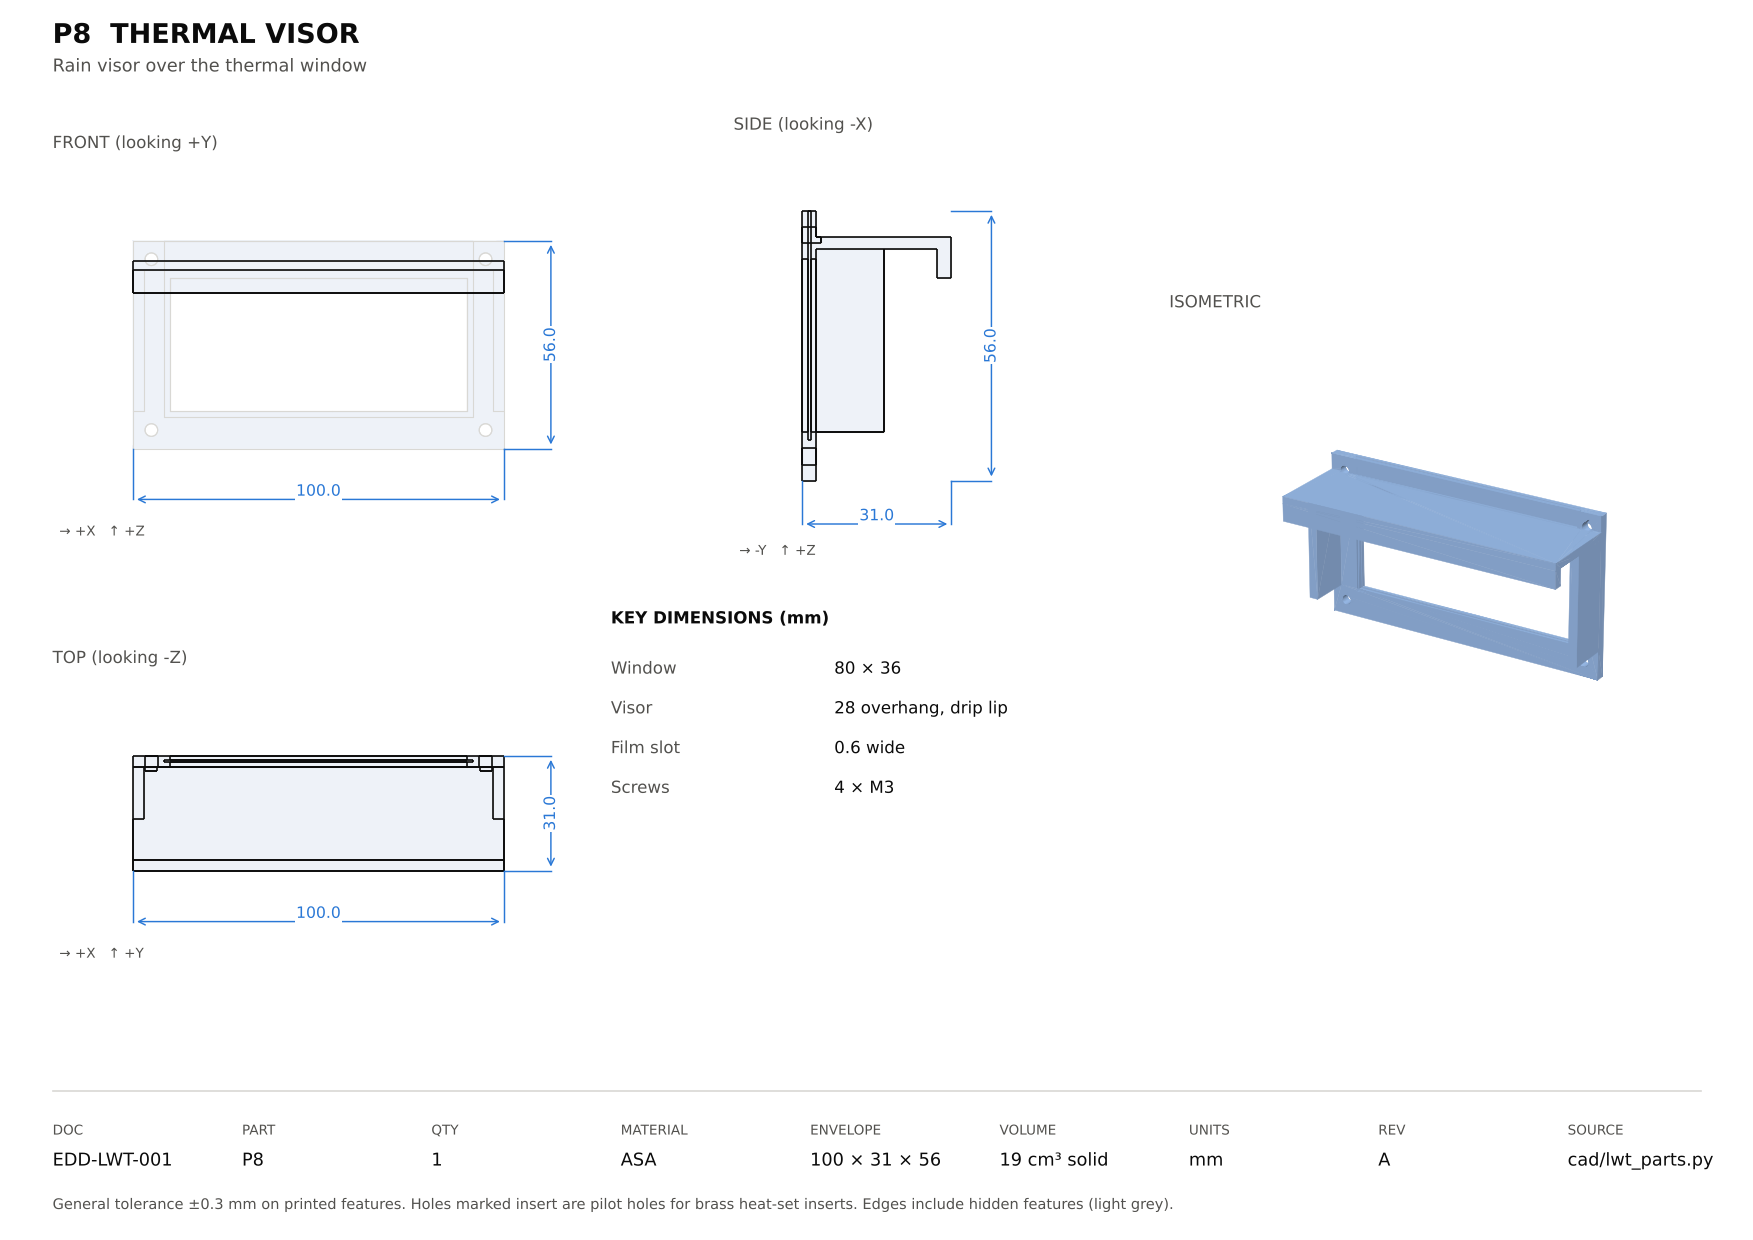 P8 THERMAL VISOR
Rain visor over the thermal window
FRONT (looking +Y)
56.0
100.0
→ +X ↑ +Z
SIDE (looking -X)
56.0
31.0
→ -Y ↑ +Z
ISOMETRIC
TOP (looking -Z)
31.0
100.0
→ +X ↑ +Y
KEY DIMENSIONS (mm)
Window 80 × 36
Visor 28 overhang, drip lip
Film slot 0.6 wide
Screws 4 × M3
DOC PART QTY MATERIAL ENVELOPE VOLUME UNITS REV SOURCE
EDD-LWT-001 P8 1 ASA 100 × 31 × 56 19 cm³ solid mm A cad/lwt_parts.py
General tolerance ±0.3 mm on printed features. Holes marked insert are pilot holes for brass heat-set inserts. Edges include hidden features (light grey).